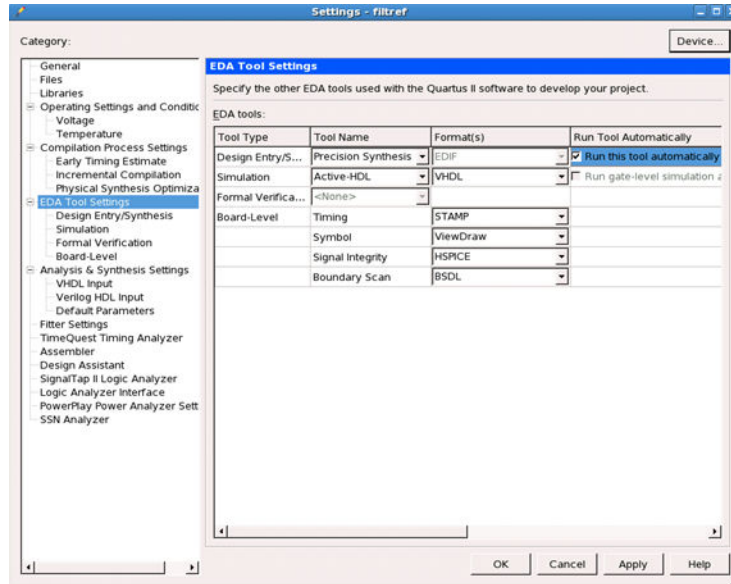 Settings - filtref
Category:
Device...
General
Files
Libraries
Operating Settings and Conditic
Voltage
Temperature
Compilation Process Settings
Early Timing Estimate
Incremental Compilation
Physical Synthesis Optimiza
EDA Tool Settings
Design Entry/Synthesis
Simulation
Formal Verification
Board-Level
Analysis & Synthesis Settings
VHDL Input
Verilog HDL Input
Default Parameters
Fitter Settings
TimeQuest Timing Analyzer
Assembler
Design Assistant
SignalTap II Logic Analyzer
Logic Analyzer Interface
PowerPlay Power Analyzer Sett
SSN Analyzer
EDA Tool Settings
Specify the other EDA tools used with the Quartus II software to develop your project.
EDA tools:
Tool Type Tool Name Format(s) Run Tool Automatically
Design Entry/S... Precision Synthesis EDIF Run this tool automatically
Simulation Active-HDL VHDL Run gate-level simulation a
Formal Verifica... <None>
Board-Level Timing STAMP
Symbol ViewDraw
Signal Integrity HSPICE
Boundary Scan BSDL
OK Cancel Apply Help